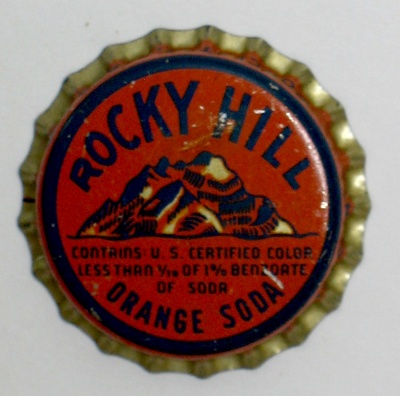 ROCKY HILL
CONTAINS: U. S. CERTIFIED COLOR
LESS THAN 1/10 OF 1% BENZOATE
OF SODA
ORANGE SODA